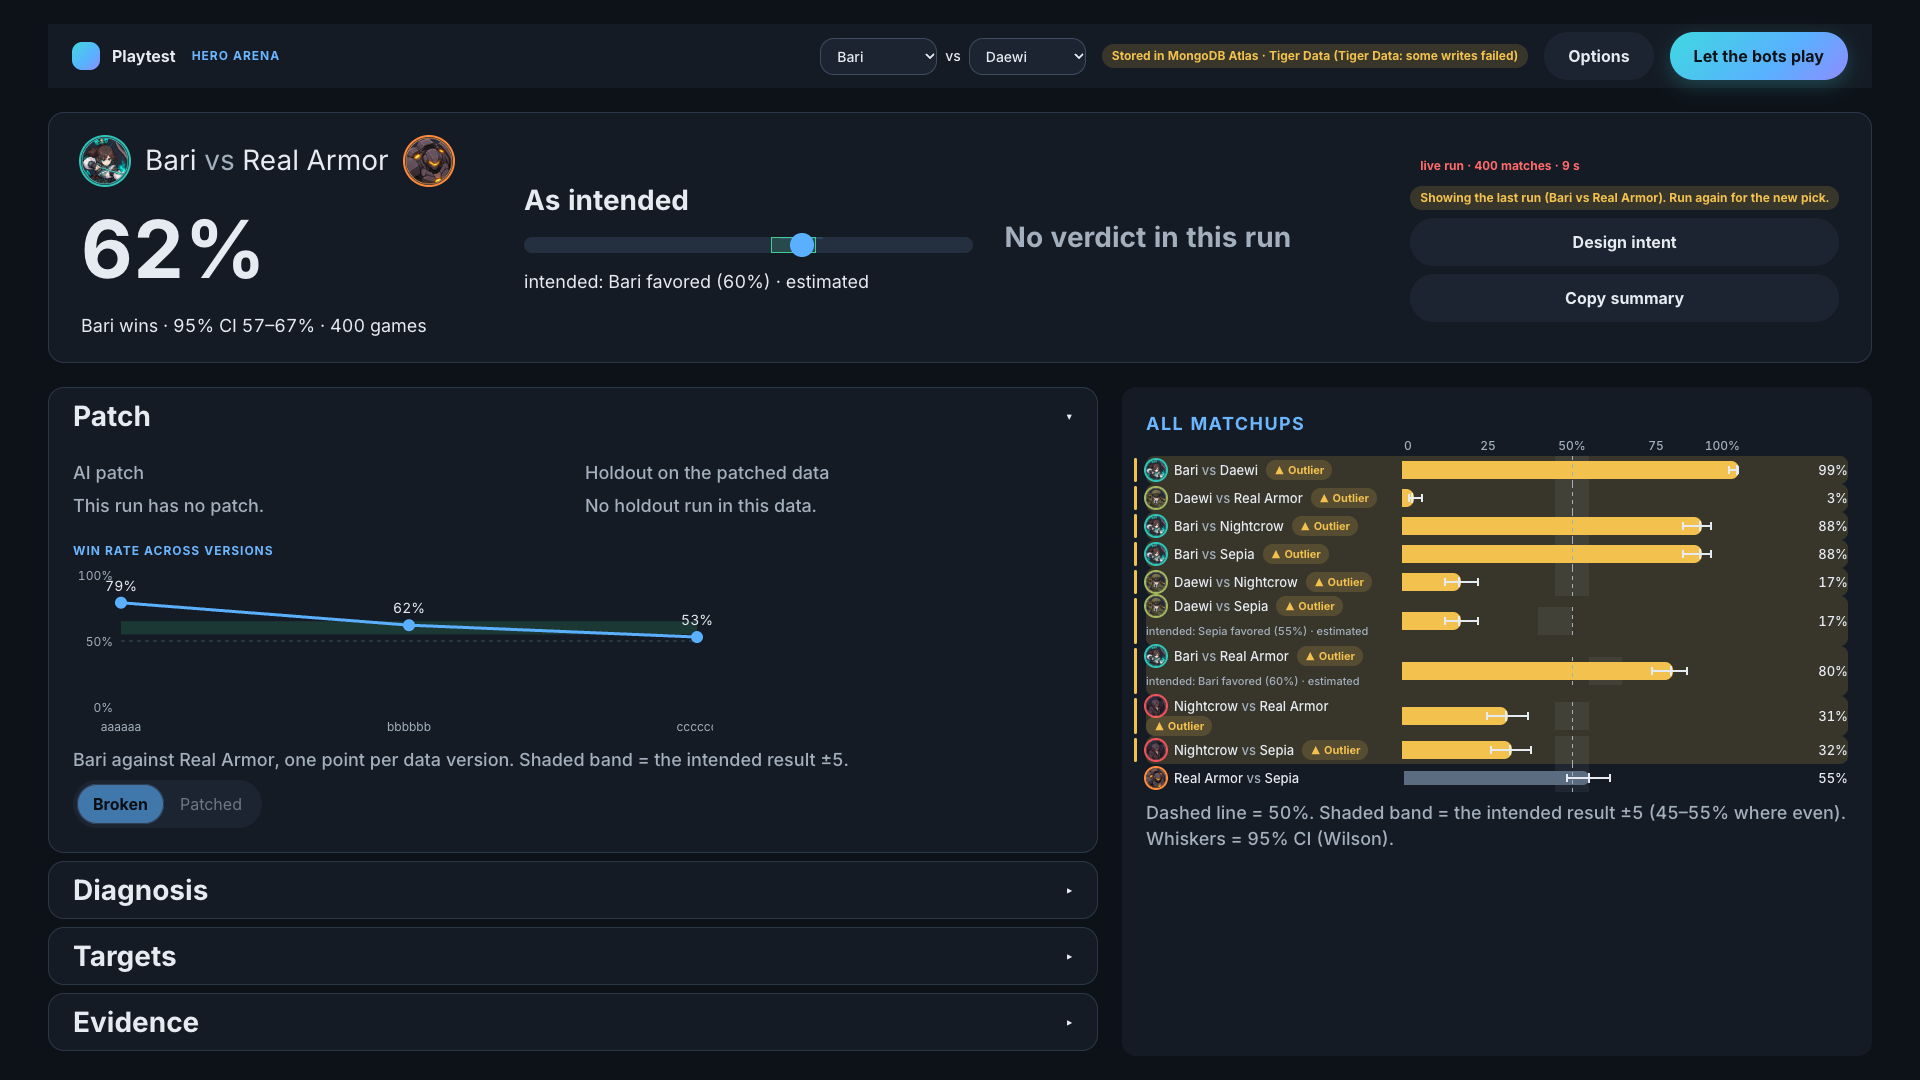 Playtest HERO ARENA
Bari vs Daewi
Stored in MongoDB Atlas · Tiger Data (Tiger Data: some writes failed)
Options
Let the bots play
Bari vs Real Armor
62%
Bari wins · 95% CI 57–67% · 400 games
As intended
intended: Bari favored (60%) · estimated
No verdict in this run
live run · 400 matches · 9 s
Showing the last run (Bari vs Real Armor). Run again for the new pick.
Design intent
Copy summary
Patch
AI patch
This run has no patch.
Holdout on the patched data
No holdout run in this data.
WIN RATE ACROSS VERSIONS
100%
79%
62%
53%
50%
0%
aaaaaa bbbbbb cccccc
Bari against Real Armor, one point per data version. Shaded band = the intended result ±5.
Broken Patched
Diagnosis
Targets
Evidence
ALL MATCHUPS
0 25 50% 75 100%
Bari vs Daewi ▲ Outlier 99%
Daewi vs Real Armor ▲ Outlier 3%
Bari vs Nightcrow ▲ Outlier 88%
Bari vs Sepia ▲ Outlier 88%
Daewi vs Nightcrow ▲ Outlier 17%
Daewi vs Sepia ▲ Outlier 17%
intended: Sepia favored (55%) · estimated
Bari vs Real Armor ▲ Outlier 80%
intended: Bari favored (60%) · estimated
Nightcrow vs Real Armor 31%
▲ Outlier
Nightcrow vs Sepia ▲ Outlier 32%
Real Armor vs Sepia 55%
Dashed line = 50%. Shaded band = the intended result ±5 (45–55% where even).
Whiskers = 95% CI (Wilson).